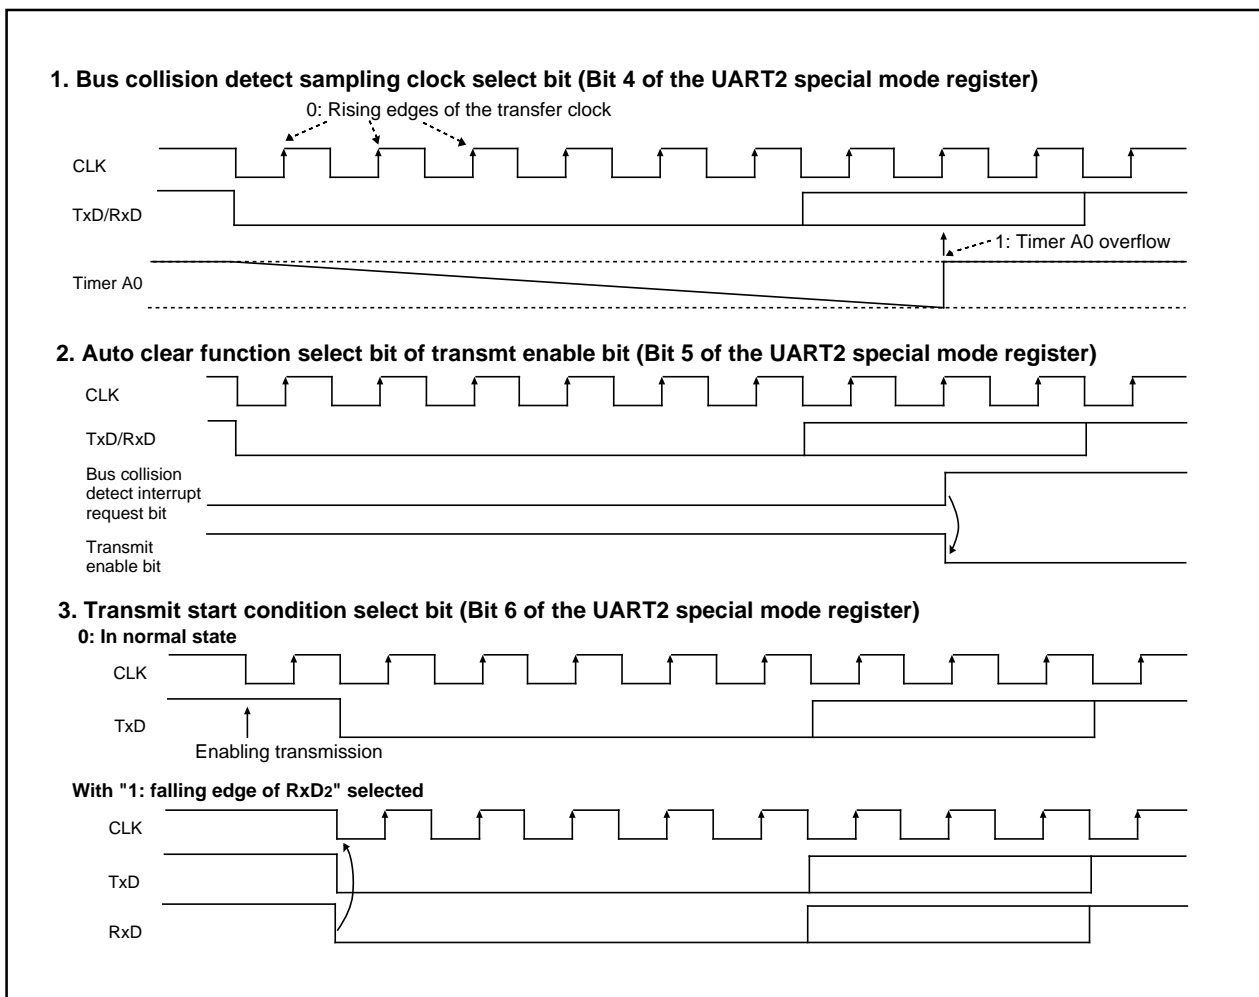 1. Bus collision detect sampling clock select bit (Bit 4 of the UART2 special mode register)
0: Rising edges of the transfer clock
CLK
TxD/RxD
1: Timer A0 overflow
Timer A0
2. Auto clear function select bit of transmt enable bit (Bit 5 of the UART2 special mode register)
CLK
TxD/RxD
Bus collision
detect interrupt
request bit
Transmit
enable bit
3. Transmit start condition select bit (Bit 6 of the UART2 special mode register)
0: In normal state
CLK
TxD
Enabling transmission
With "1: falling edge of RxD2" selected
CLK
TxD
RxD